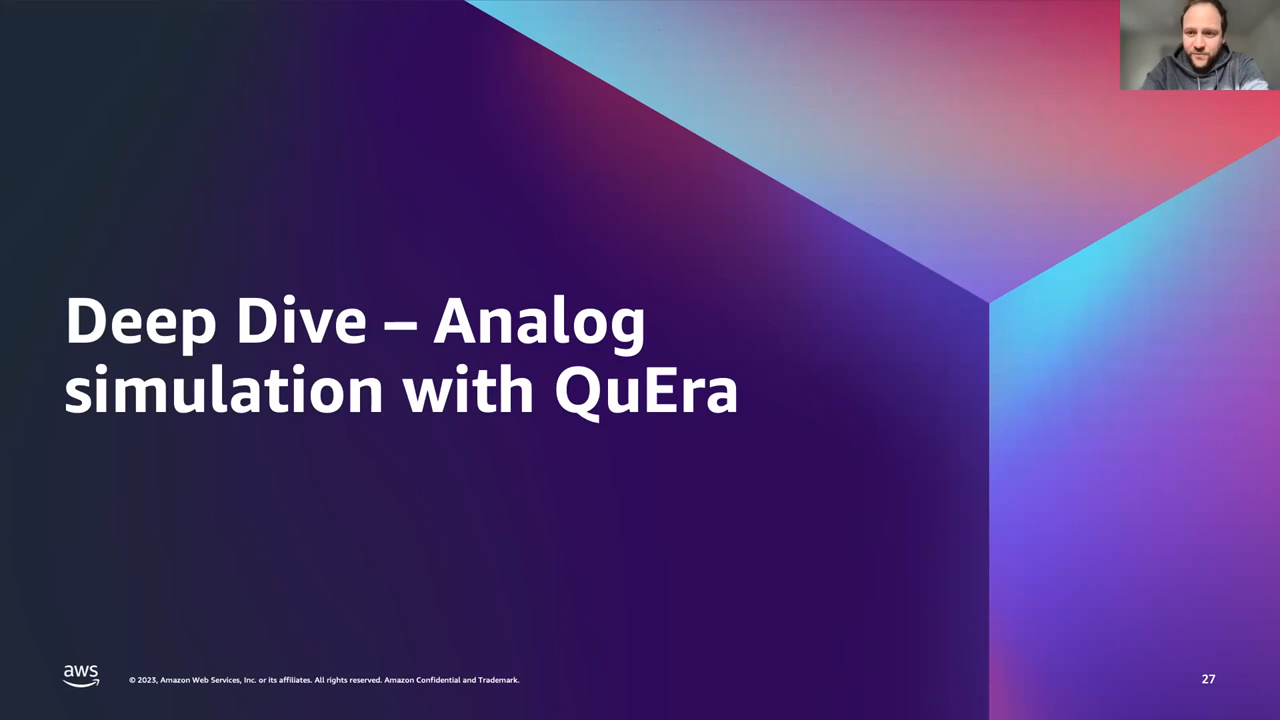 Deep Dive – Analog
simulation with QuEra
aws
© 2023, Amazon Web Services, Inc. or its affiliates. All rights reserved. Amazon Confidential and Trademark.
27